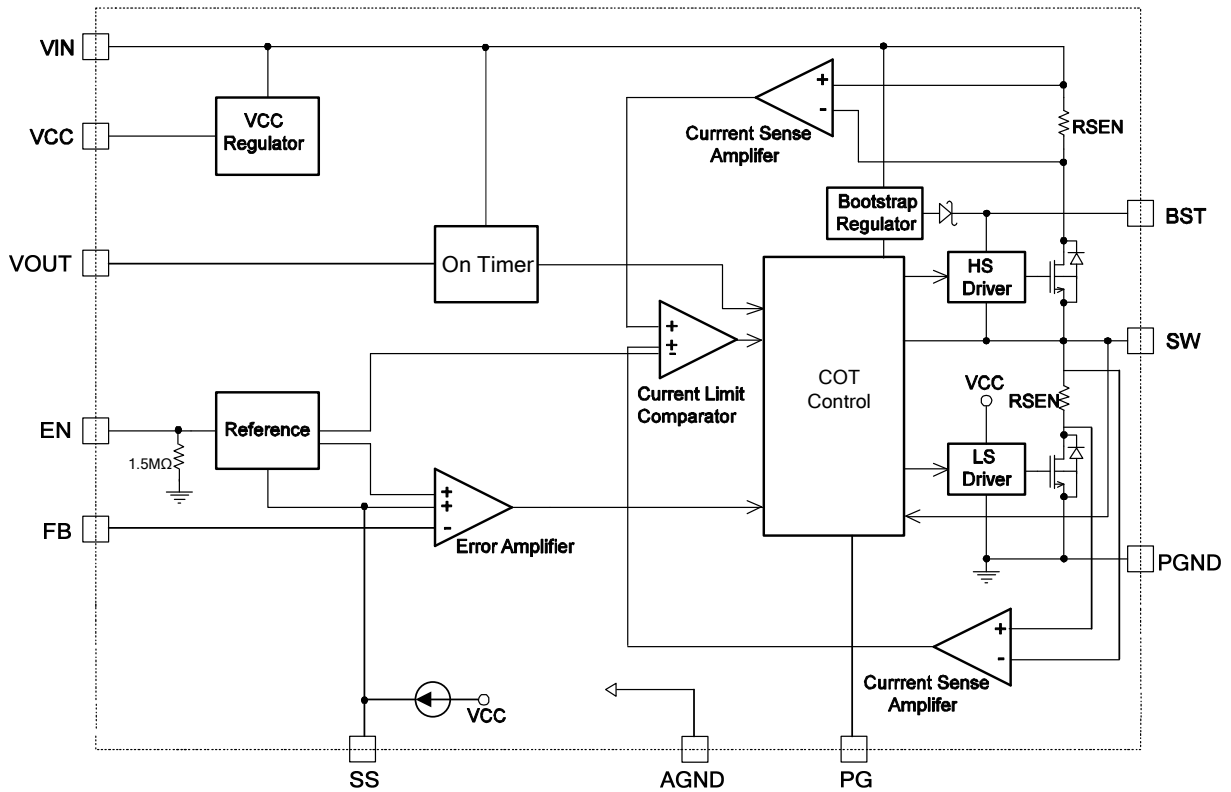 VIN
VCC
VCC
Regulator
+
-
Currrent Sense
Amplifer
RSEN
Bootstrap
Regulator
BST
VOUT
On Timer
HS
Driver
+
+
-
Current Limit
Comparator
COT
Control
SW
VCC
RSEN
EN
Reference
1.5MΩ
LS
Driver
+
+
-
FB
Error Amplifier
PGND
+
-
Currrent Sense
Amplifer
VCC
SS
AGND
PG